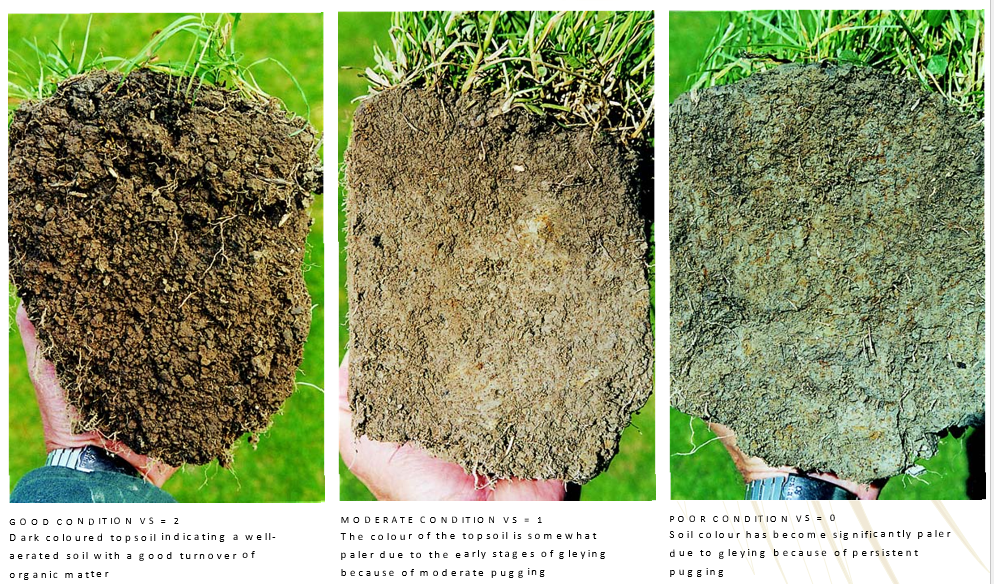 GOOD CONDITION VS = 2
Dark coloured topsoil indicating a well-
aerated soil with a good turnover of
organic matter
MODERATE CONDITION VS = 1
The colour of the topsoil is somewhat
paler due to the early stages of gleying
because of moderate pugging
POOR CONDITION VS = 0
Soil colour has become significantly paler
due to gleying because of persistent
pugging